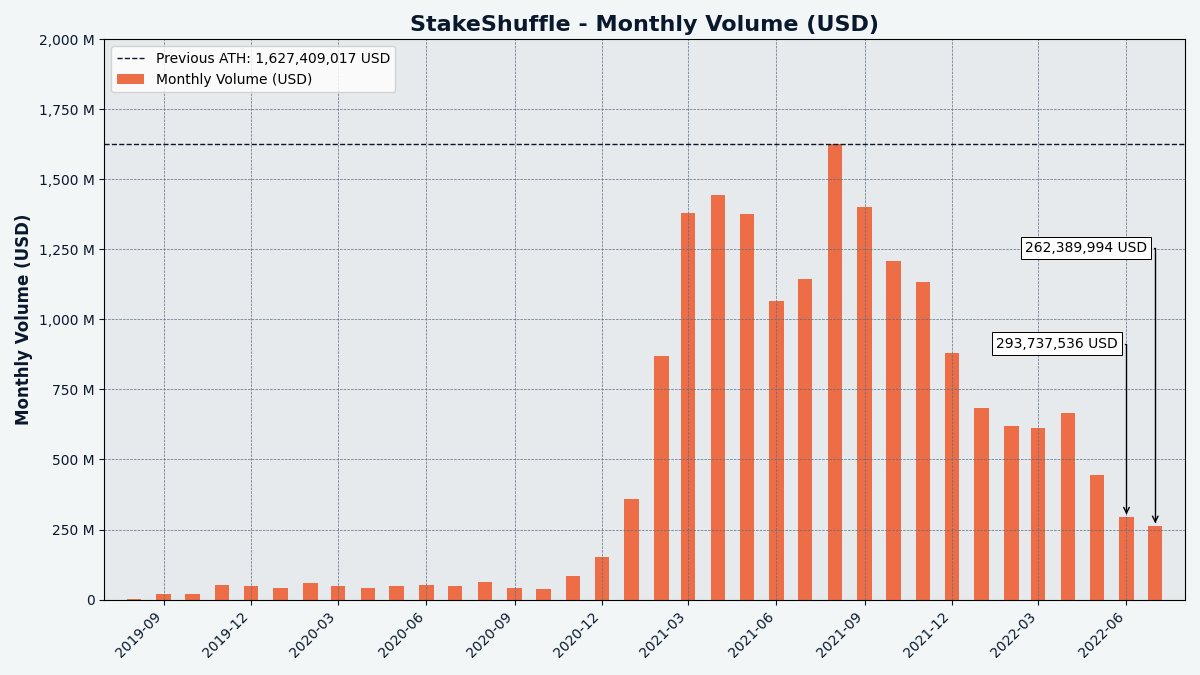 StakeShuffle - Monthly Volume (USD)
Previous ATH: 1,627,409,017 USD
Monthly Volume (USD)
Monthly Volume (USD)
2,000 M
1,750 M
1,500 M
1,250 M
1,000 M
750 M
500 M
250 M
0
262,389,994 USD
293,737,536 USD
2019-09
2019-12
2020-03
2020-06
2020-09
2020-12
2021-03
2021-06
2021-09
2021-12
2022-03
2022-06